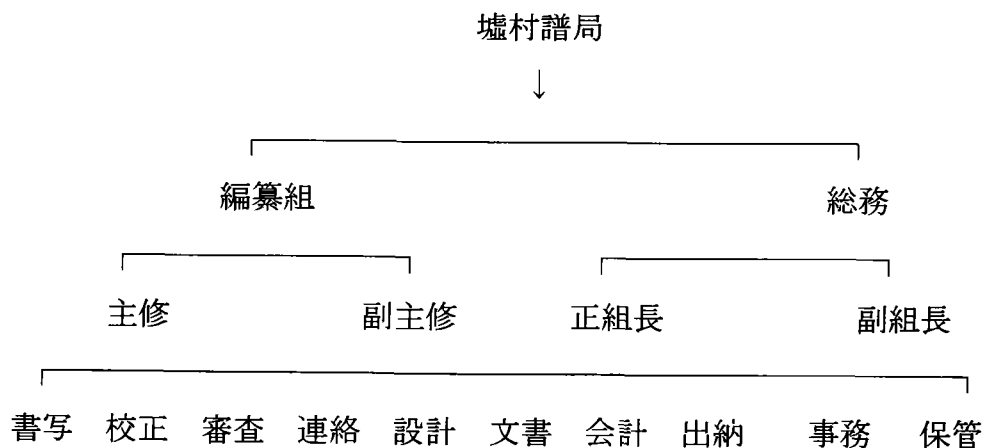 墟村譜局
↓
編纂組 総務
主修 副主修 正組長 副組長
書写 校正 審査 連絡 設計 文書 会計 出納 事務 保管